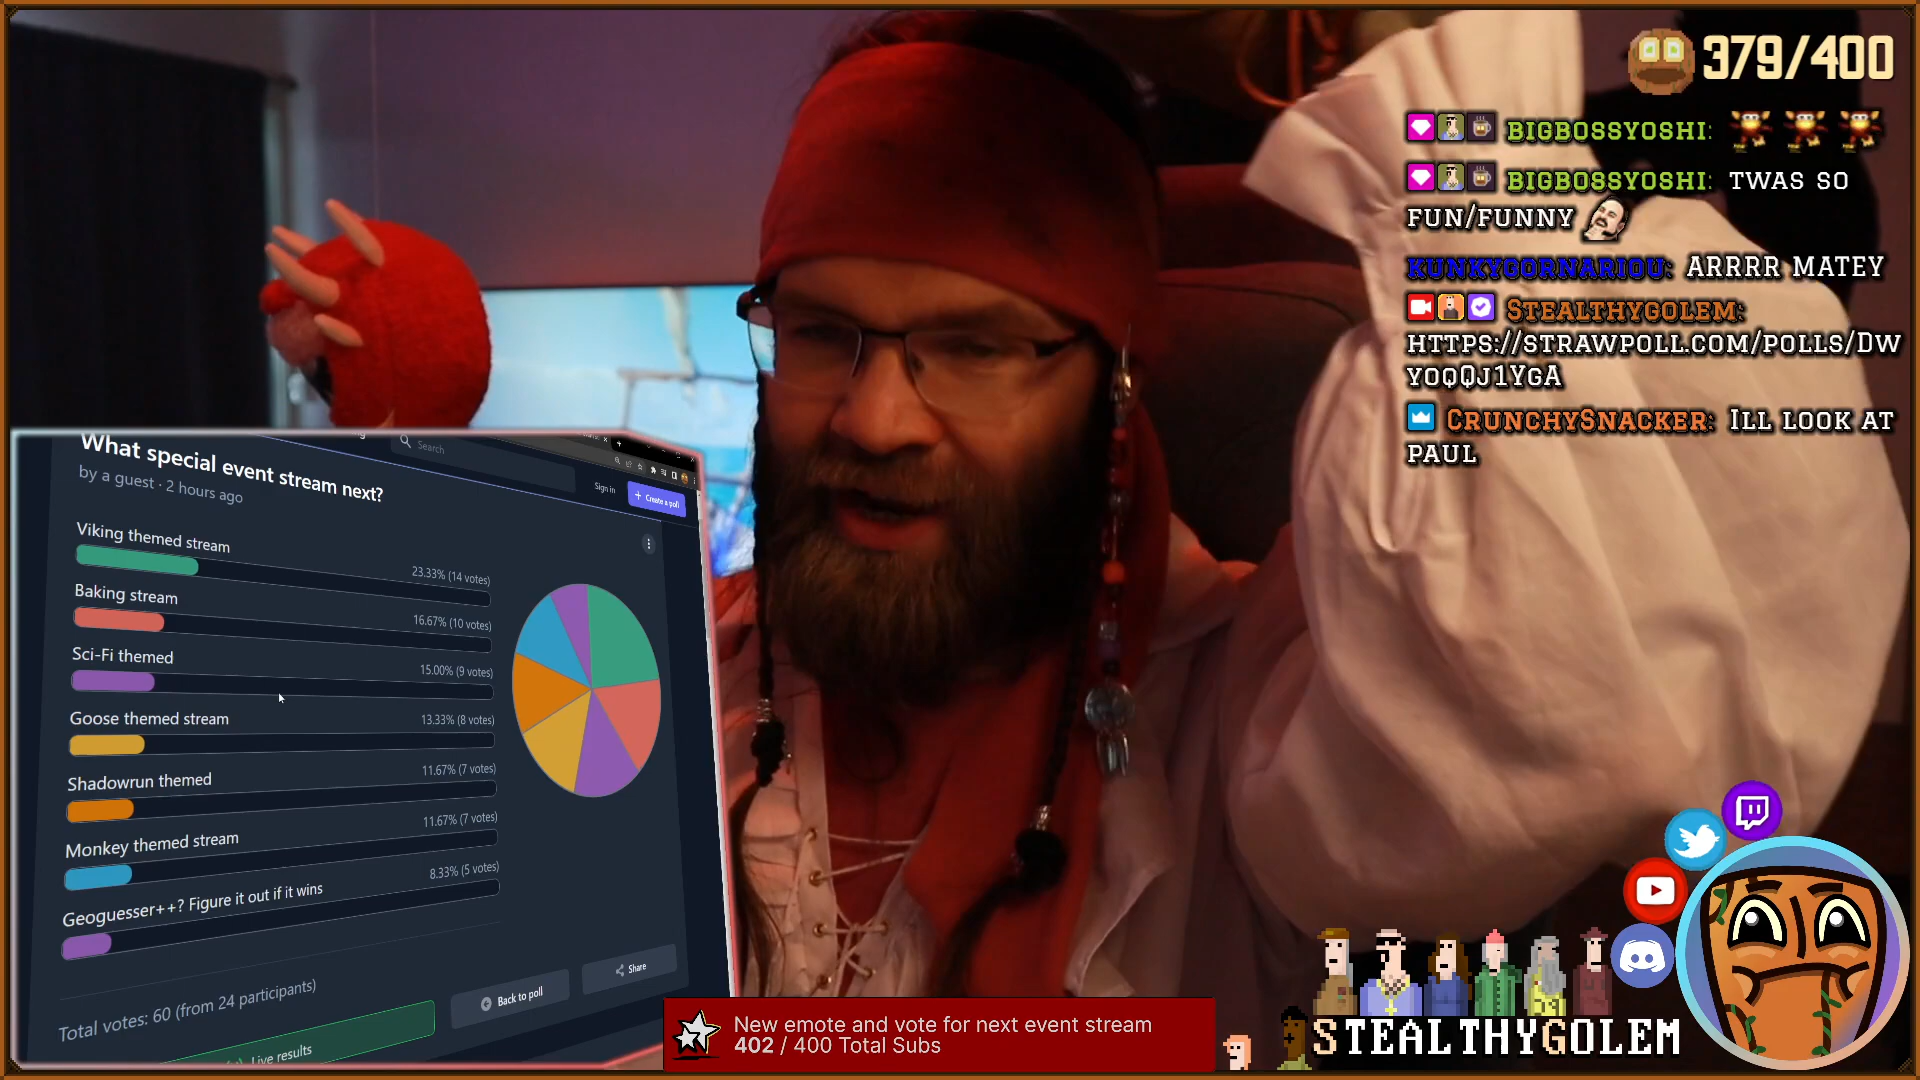 379/400
BIGBOSSYOSHI:
BIGBOSSYOSHI: TWAS SO
FUN/FUNNY
KUNKYGORNARIOU: ARRRR MATEY
STEALTHYGOLEM:
HTTPS://STRAWPOLL.COM/POLLS/DW
YOQQJ1YGA
CRUNCHYSNACKER: ILL LOOK AT
PAUL
Search
Sign in
+ Create a poll
What special event stream next?
by a guest · 2 hours ago
Viking themed stream
23.33% (14 votes)
Baking stream
16.67% (10 votes)
Sci-Fi themed
15.00% (9 votes)
Goose themed stream
13.33% (8 votes)
Shadowrun themed
11.67% (7 votes)
Monkey themed stream
11.67% (7 votes)
Geoguesser++? Figure it out if it wins
8.33% (5 votes)
Total votes: 60 (from 24 participants)
Live results
Back to poll
Share
New emote and vote for next event stream
402 / 400 Total Subs
STEALTHYGOLEM